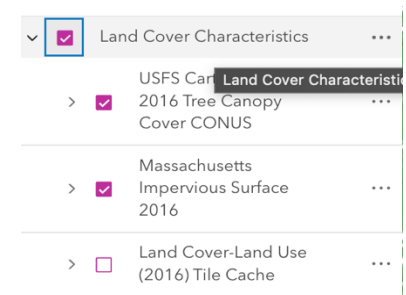 Land Cover Characteristics
USFS
Land Cover
2016 Tree Canopy
Cover CONUS
Massachusetts
Impervious Surface
2016
Land Cover-Land Use
(2016) Tile Cache